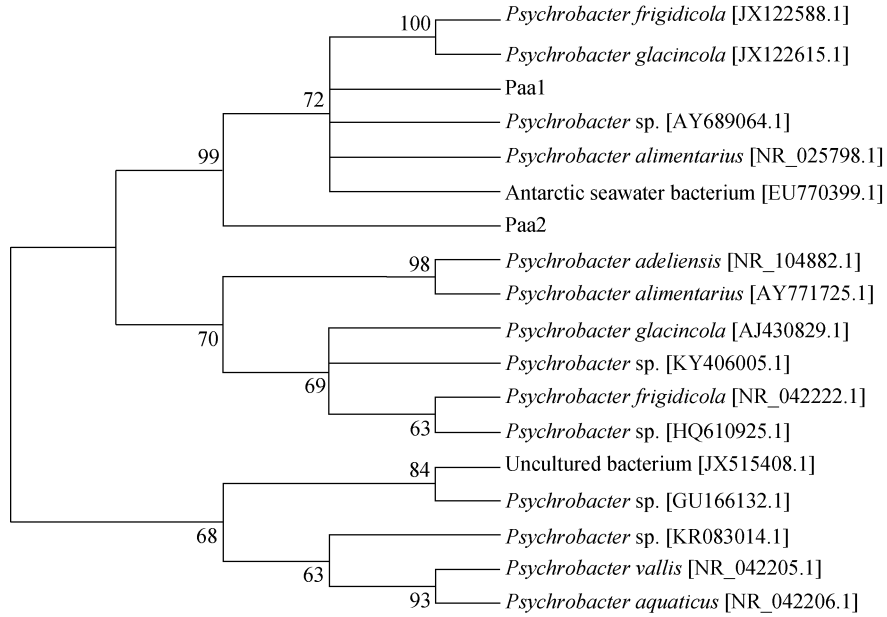 100
Psychrobacter frigidicola [JX122588.1]
Psychrobacter glacincola [JX122615.1]
Paa1
72
Psychrobacter sp. [AY689064.1]
Psychrobacter alimentarius [NR_025798.1]
99
Antarctic seawater bacterium [EU770399.1]
Paa2
98
Psychrobacter adeliensis [NR_104882.1]
Psychrobacter alimentarius [AY771725.1]
70
Psychrobacter glacincola [AJ430829.1]
Psychrobacter sp. [KY406005.1]
69
Psychrobacter frigidicola [NR_042222.1]
63
Psychrobacter sp. [HQ610925.1]
84
Uncultured bacterium [JX515408.1]
Psychrobacter sp. [GU166132.1]
68
Psychrobacter sp. [KR083014.1]
63
Psychrobacter vallis [NR_042205.1]
93
Psychrobacter aquaticus [NR_042206.1]